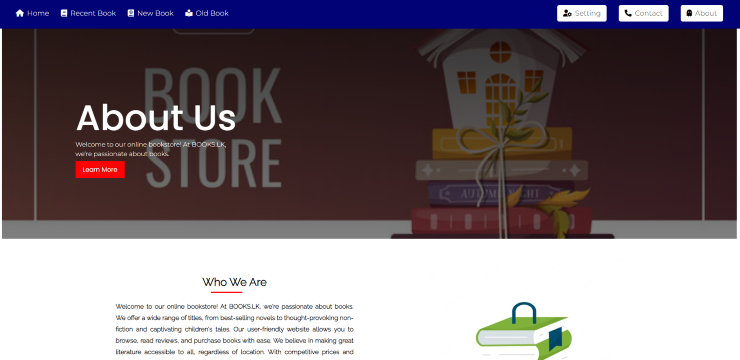 Home Recent Book New Book Old Book Setting Contact About
BOOK
STORE
About Us
Welcome to our online bookstore! At BOOKS.LK,
we're passionate about books.
Learn More
AUTUMN NIGHT
Who We Are
Welcome to our online bookstore! At BOOKS.LK, we're passionate about books.
We offer a wide range of titles, from best-selling novels to thought-provoking non-
fiction and captivating children's tales. Our user-friendly website allows you to
browse, read reviews, and purchase books with ease. We believe in making great
literature accessible to all, regardless of location. With competitive prices and